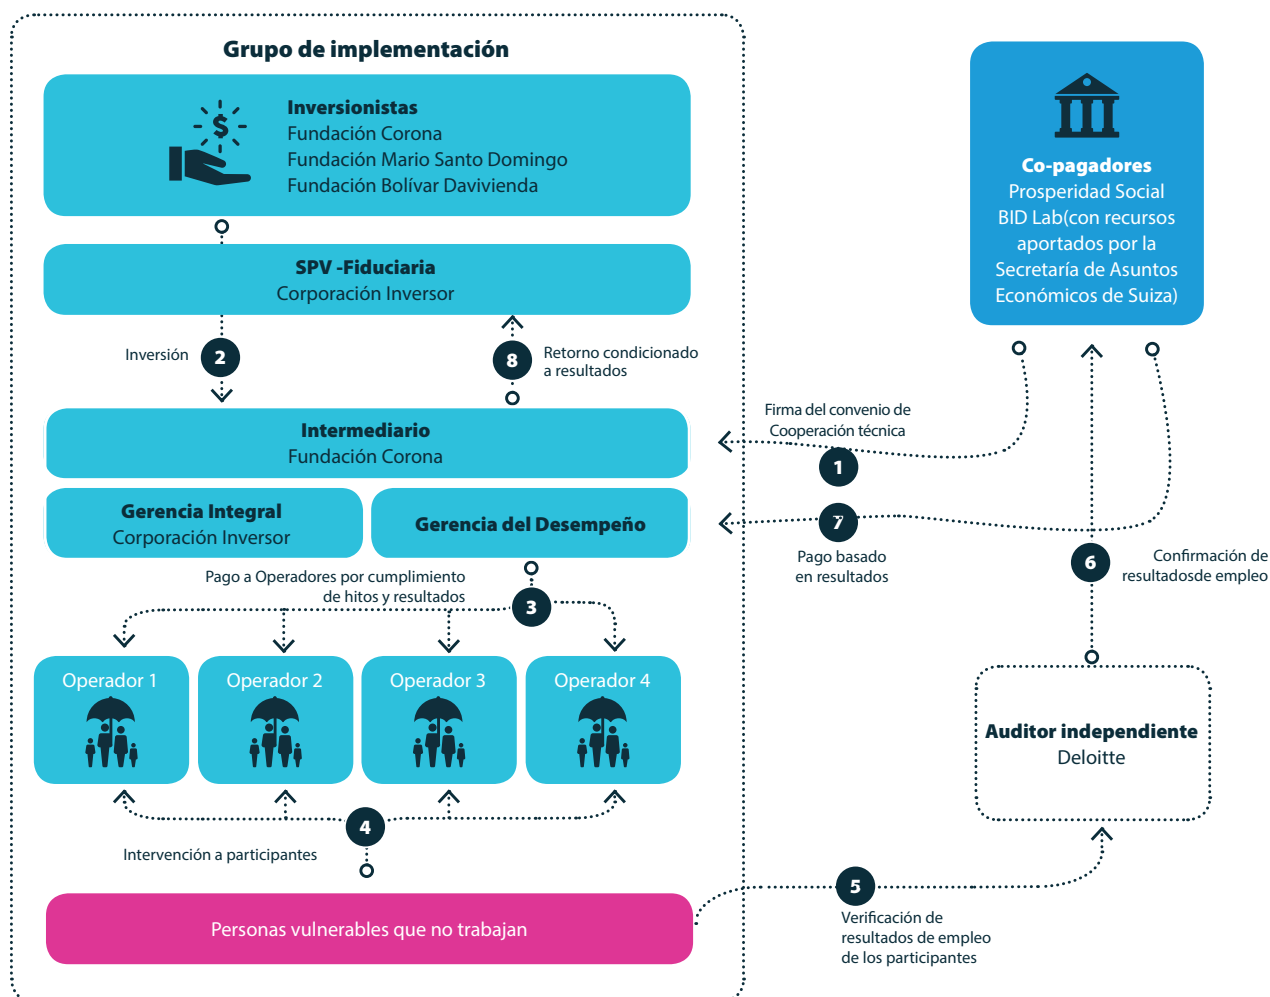 Grupo de implementación
Inversionistas
Fundación Corona
Fundación Mario Santo Domingo
Fundación Bolívar Davivienda
$
SPV -Fiduciaria
Corporación Inversor
Inversión
2
8
Retorno condicionado
a resultados
Intermediario
Fundación Corona
Gerencia Integral
Corporación Inversor
Gerencia del Desempeño
Pago a Operadores por cumplimiento
de hitos y resultados
3
Operador 1
Operador 2
Operador 3
Operador 4
4
Intervención a participantes
Personas vulnerables que no trabajan
Co-pagadores
Prosperidad Social
BID Lab(con recursos
aportados por la
Secretaría de Asuntos
Económicos de Suiza)
Firma del convenio de
Cooperación técnica
1
7
Pago basado
en resultados
6
Confirmación de
resultadosde empleo
Auditor independiente
Deloitte
5
Verificación de
resultados de empleo
de los participantes